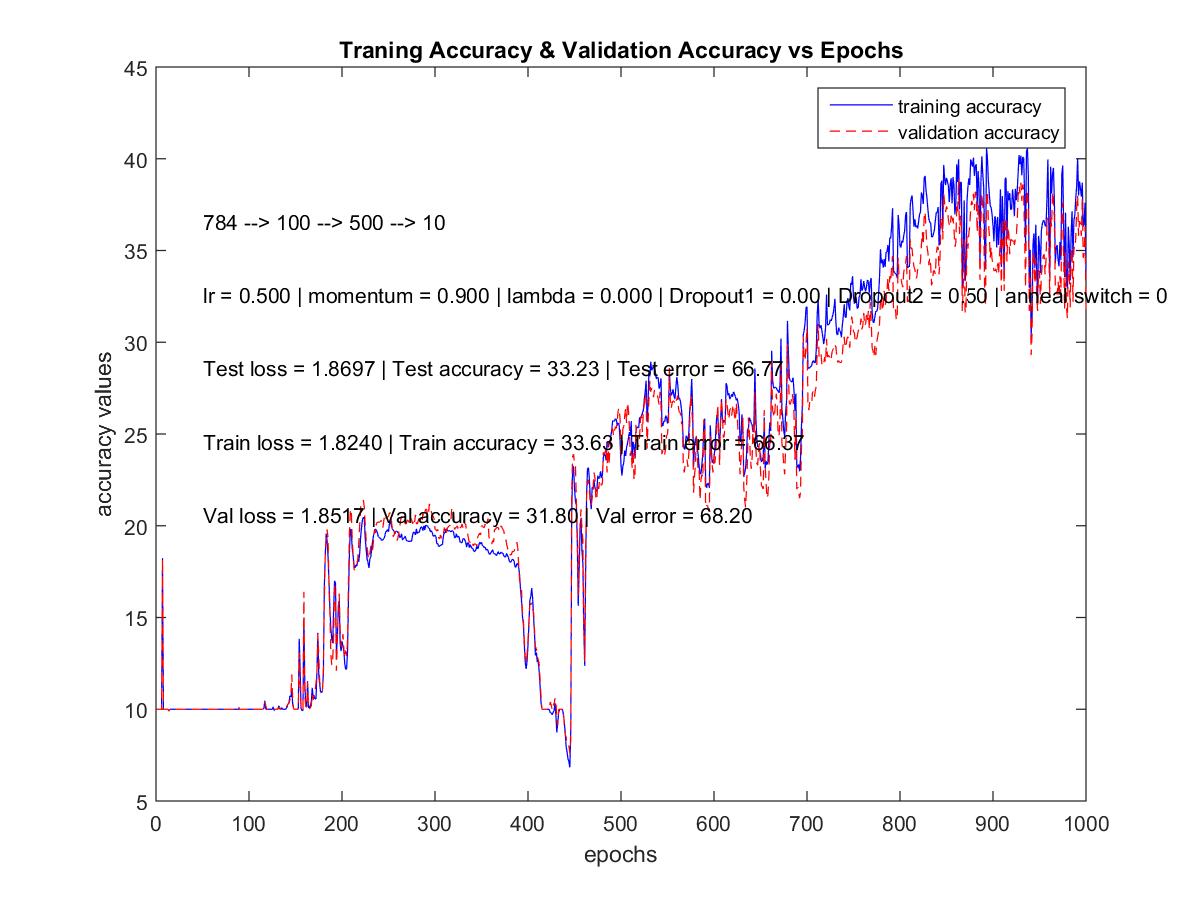 Traning Accuracy & Validation Accuracy vs Epochs
45
training accuracy
validation accuracy
40
784 --> 100 --> 500 --> 10
35
lr = 0.500 | momentum = 0.900 | lambda = 0.000 | Dropout1 = 0.00 | Dropout2 = 0.50 | anneal switch = 0
30
Test loss = 1.8697 | Test accuracy = 33.23 | Test error = 66.77
25
Train loss = 1.8240 | Train accuracy = 33.63 | Train error = 66.37
20
Val loss = 1.8517 | Val accuracy = 31.80 | Val error = 68.20
15
10
5
accuracy values
0 100 200 300 400 500 600 700 800 900 1000
epochs